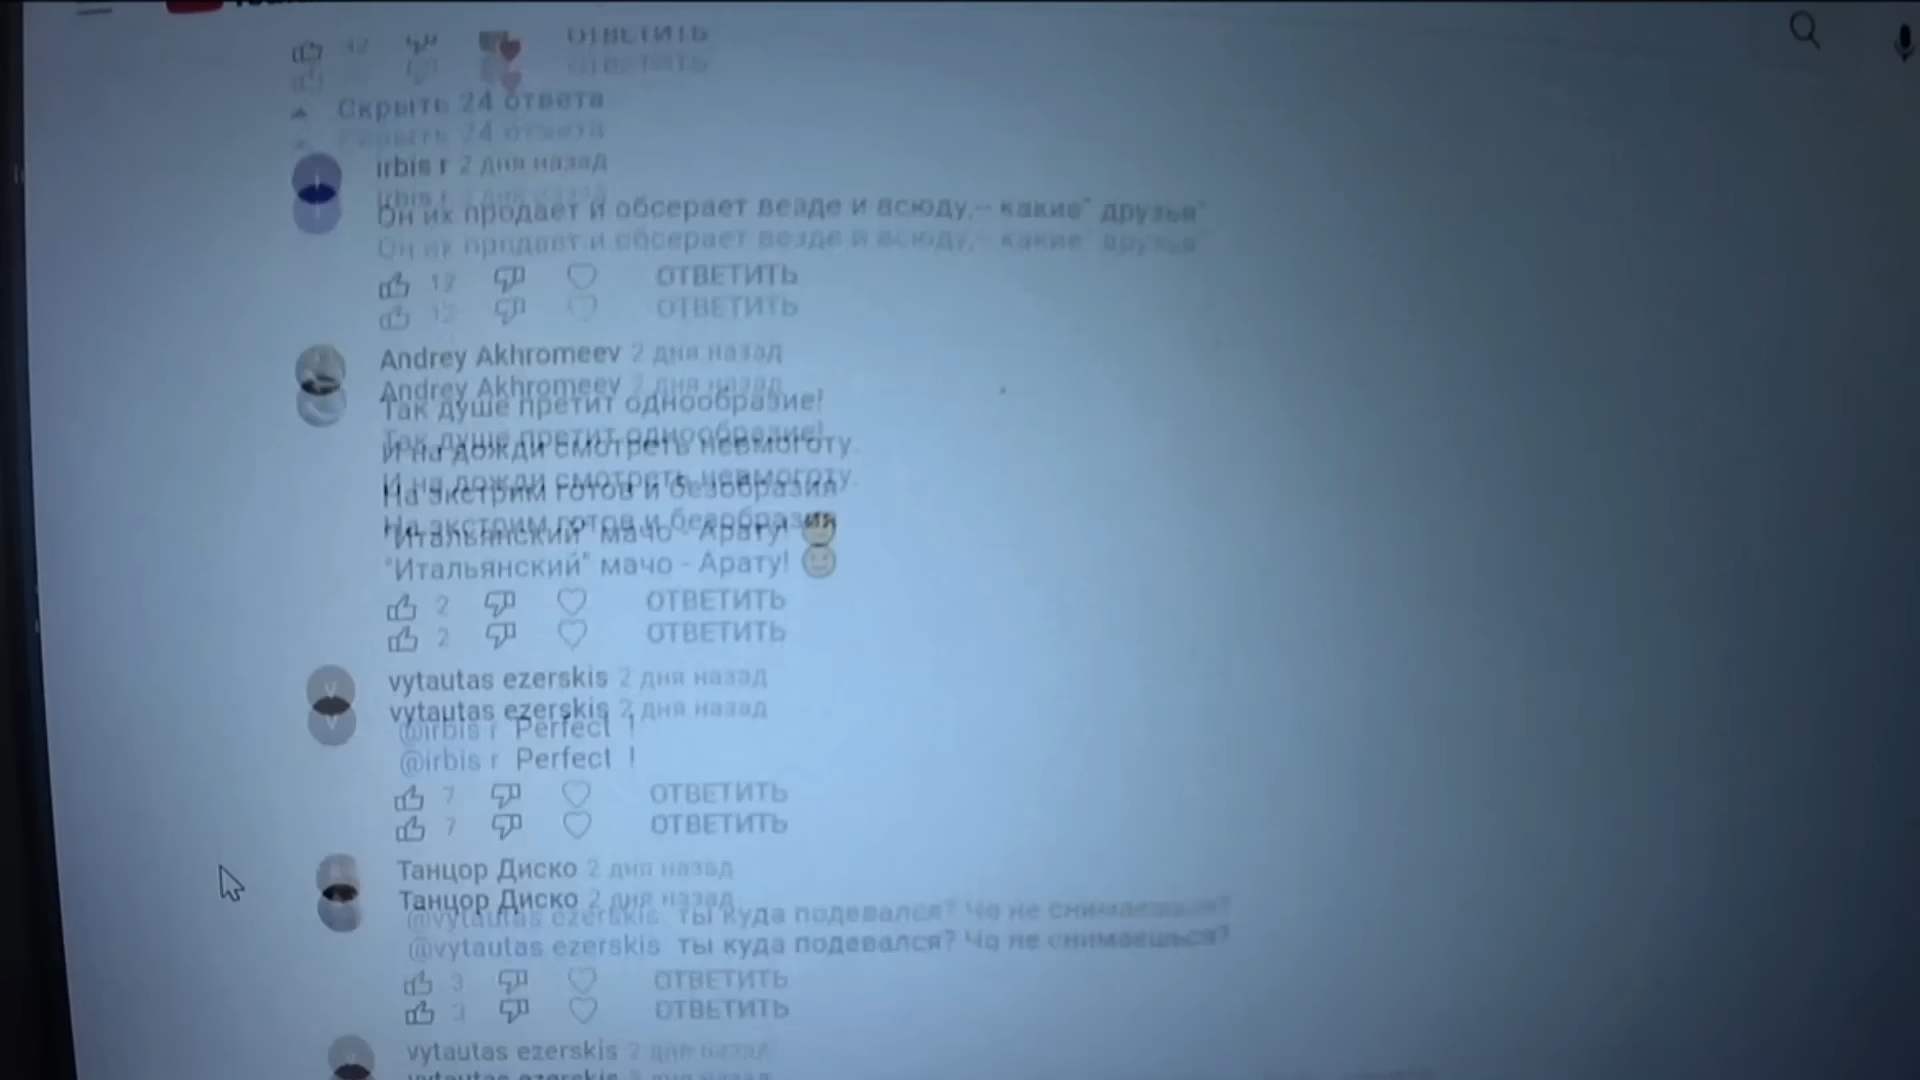 ОТВЕТИТЬ
Скрыть 24 ответа
irbis r 2 дня назад
Он их продает и обсерает везде и всюду,-- какие" друзья"
12 ОТВЕТИТЬ
Andrey Akhromeev 2 дня назад
Так душе претит однообразие!
И на дожди смотреть невмоготу.
На экстрим готов и безобразия
"Итальянский" мачо - Арату!
2 ОТВЕТИТЬ
vytautas ezerskis 2 дня назад
@irbis r Perfect !
7 ОТВЕТИТЬ
Танцор Диско 2 дня назад
@vytautas ezerskis ты куда подевался? Чо не снимаешься?
3 ОТВЕТИТЬ
vytautas ezerskis 2 дня назад